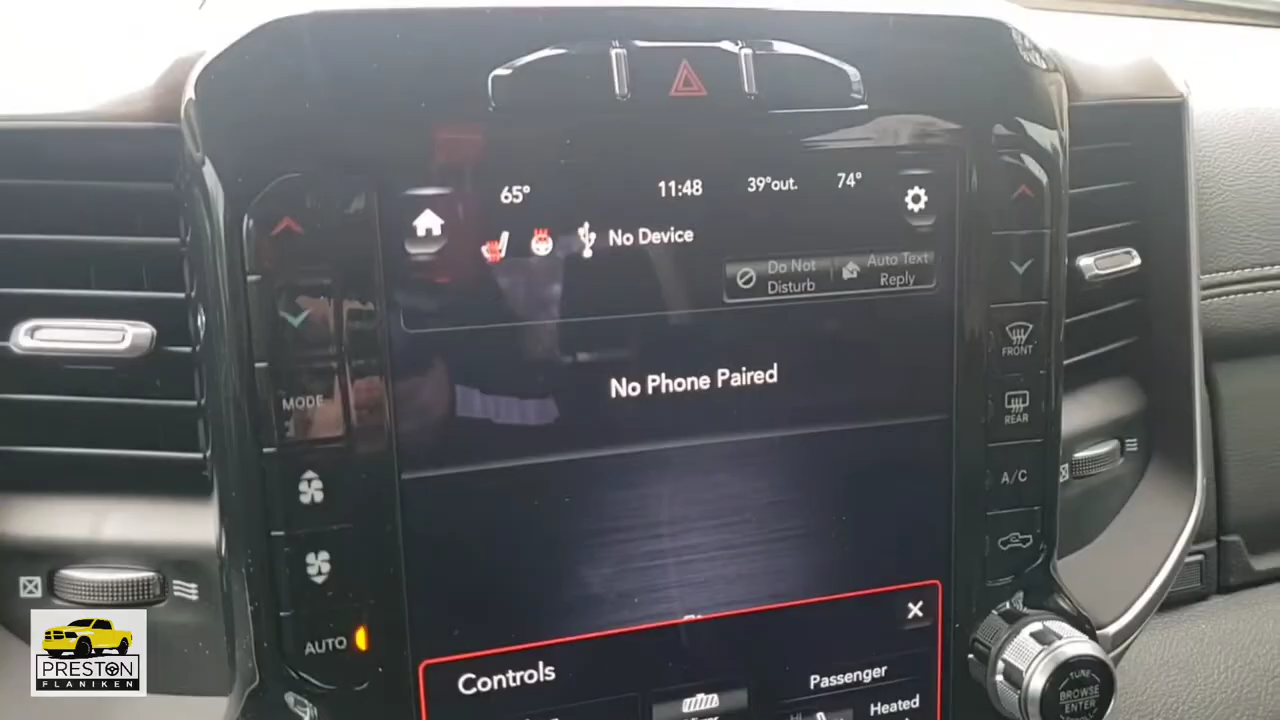 65°
11:48
39°out.
74°
No Device
Do Not
Disturb
Auto Text
Reply
No Phone Paired
MODE
FRONT
REAR
A/C
AUTO
Controls
Passenger
Heated
HI
TUNE
BROWSE
ENTER
PRESTON
FLANIKEN